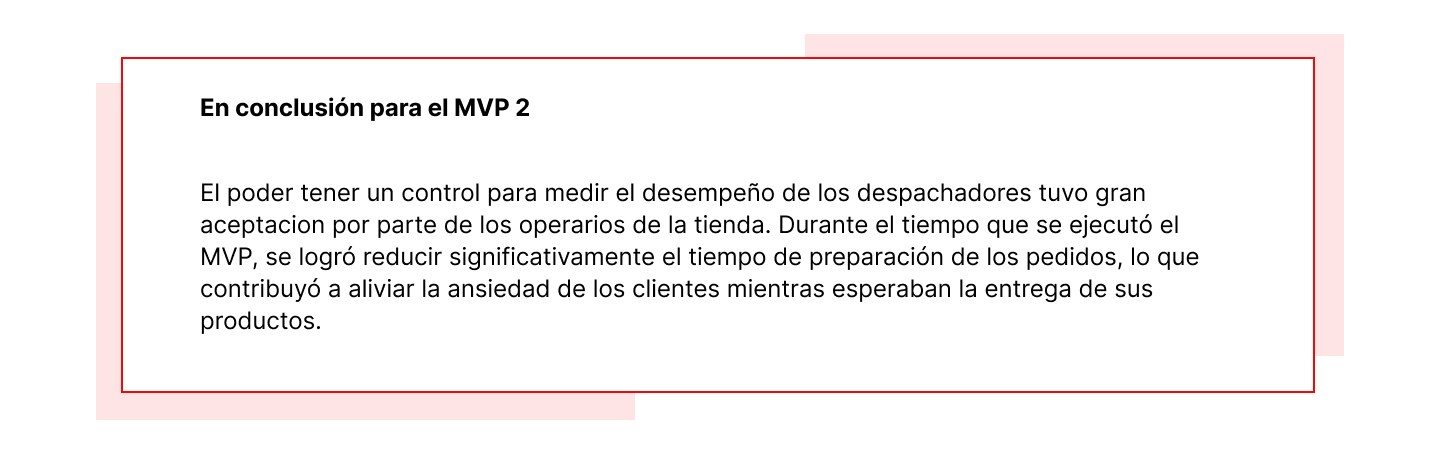 En conclusión para el MVP 2
El poder tener un control para medir el desempeño de los despachadores tuvo gran
aceptacion por parte de los operarios de la tienda. Durante el tiempo que se ejecutó el
MVP, se logró reducir significativamente el tiempo de preparación de los pedidos, lo que
contribuyó a aliviar la ansiedad de los clientes mientras esperaban la entrega de sus
productos.